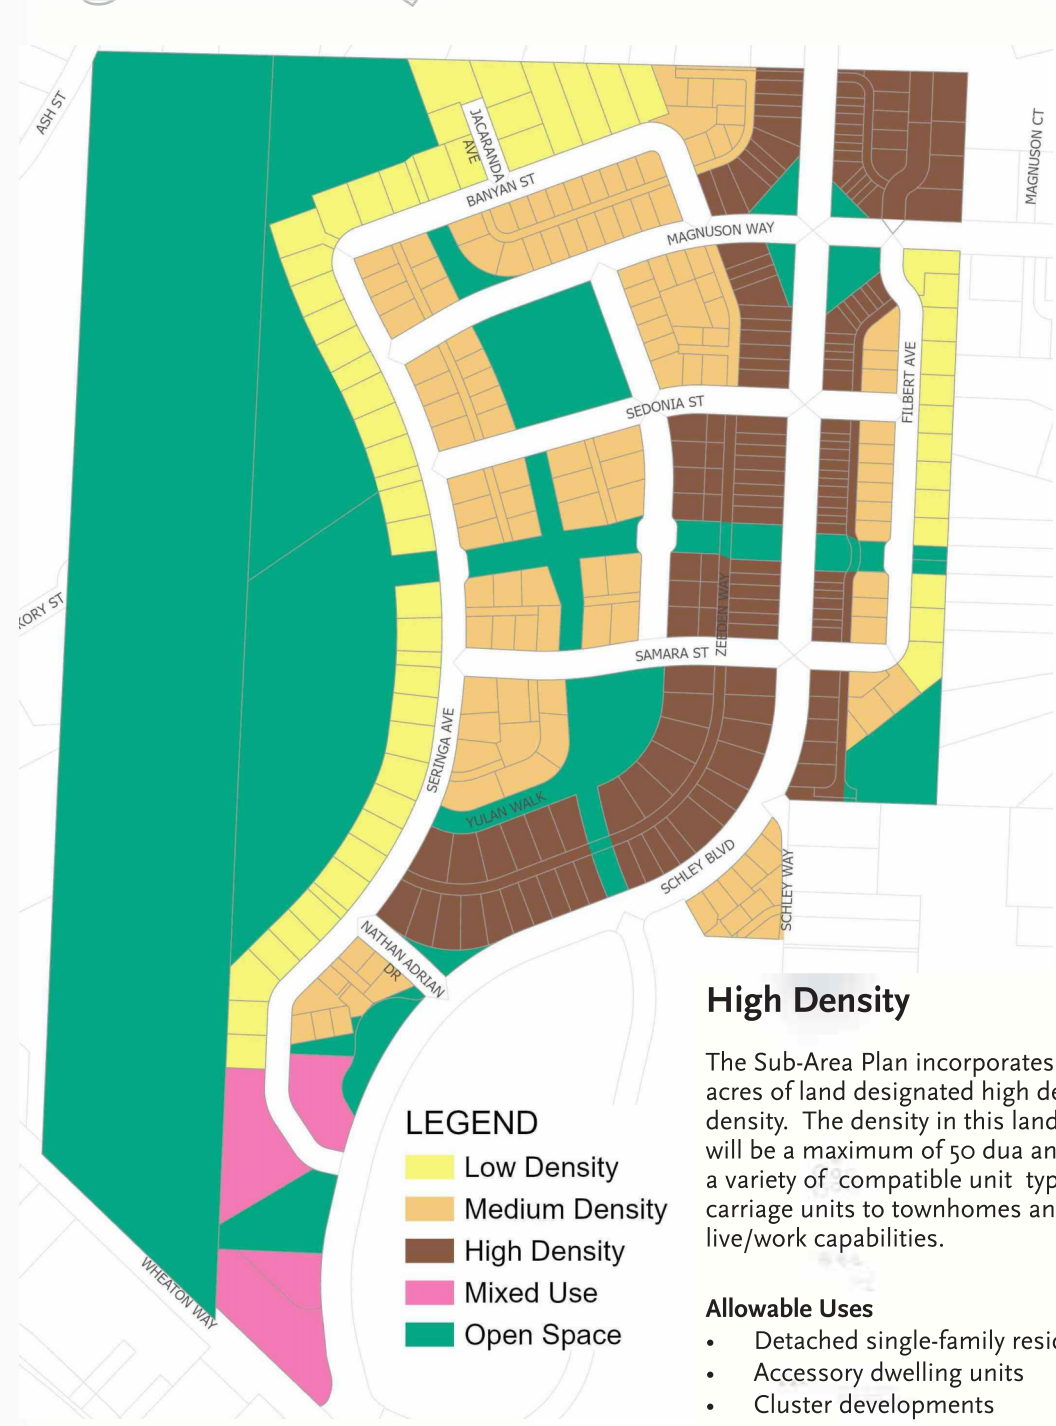 ASH ST
JACARANDA
AVE
BANYAN ST
MAGNUSON CT
MAGNUSON WAY
SEDONIA ST
FILBERT AVE
KORY ST
ZEEDEN WAY
SAMARA ST
SERINGA AVE
YULAN WALK
SCHLEY BLVD
SCHLEY WAY
NATHAN ADRIAN
DR
WHEATON WAY
LEGEND
Low Density
Medium Density
High Density
Mixed Use
Open Space
High Density
The Sub-Area Plan incorporates
acres of land designated high de
density. The density in this land
will be a maximum of 50 dua an
a variety of compatible unit typ
carriage units to townhomes an
live/work capabilities.
Allowable Uses
• Detached single-family resid
• Accessory dwelling units
• Cluster developments